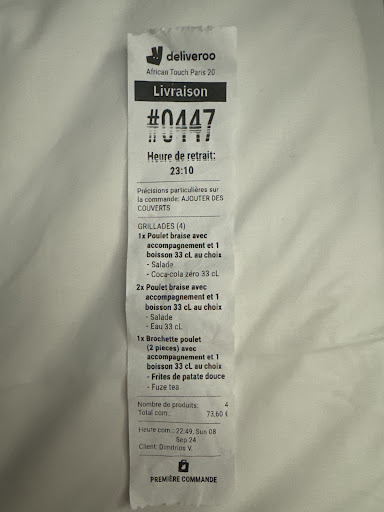 deliveroo
African Touch Paris 20
Livraison
#0447
Heure de retrait:
23:10
Précisions particulières sur
la commande: AJOUTER DES
COUVERTS
GRILLADES (4)
1x Poulet braise avec
accompagnement et 1
boisson 33 cL au choix
- Salade
- Coca-cola zéro 33 cL
2x Poulet braise avec
accompagnement et 1
boisson 33 cL au choix
- Salade
- Eau 33 cL
1x Brochette poulet
(2 pieces) avec
accompagnement et 1
boisson 33 cL au choix
- Frites de patate douce
- Fuze tea
Nombre de produits: 4
Total com.: 73,60 €
Heure com.: 22:49, Sun 08
Sep 24
Client: Dimitrios V.
PREMIÈRE COMMANDE